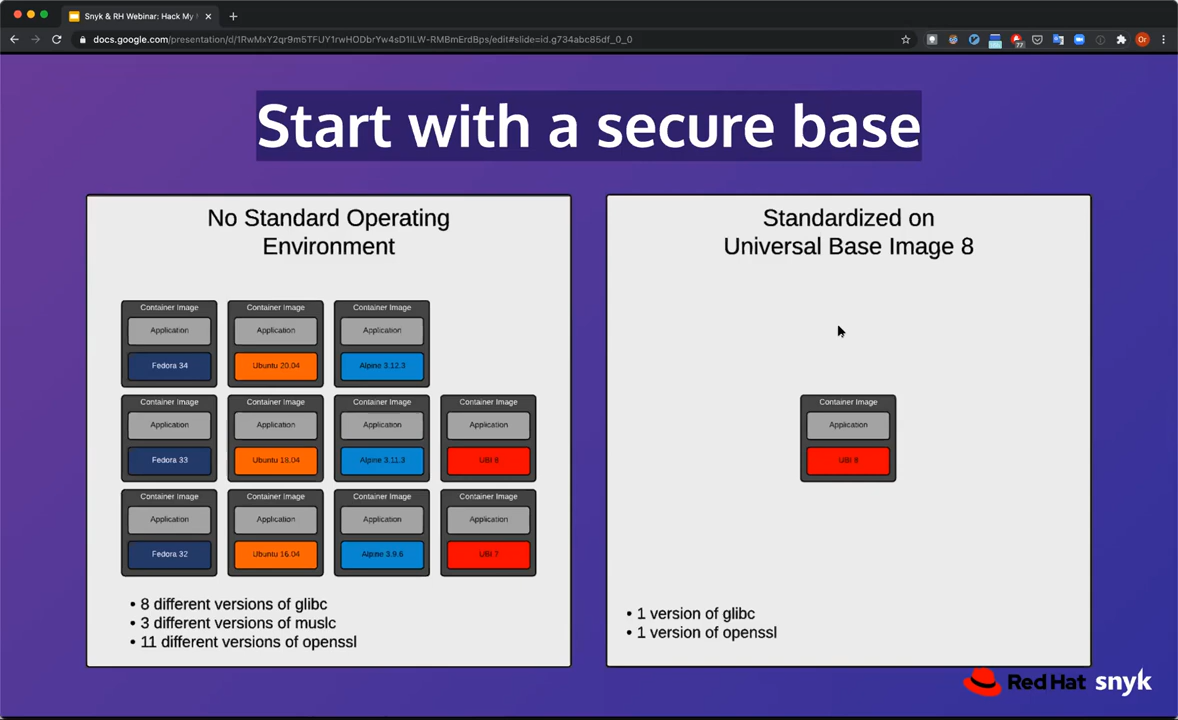 Snyk & RH Webinar: Hack My
docs.google.com/presentation/d/1RwMxY2qr9m5TFUY1rwHODbrYw4sD1lLW-RMBmErdBps/edit#slide=id.g734abc85df_0_0
77
Or
Start with a secure base
No Standard Operating
Environment
Container Image
Application
Fedora 34
Container Image
Application
Ubuntu 20.04
Container Image
Application
Alpine 3.12.3
Container Image
Application
Fedora 33
Container Image
Application
Ubuntu 18.04
Container Image
Application
Alpine 3.11.3
Container Image
Application
UBI 8
Container Image
Application
Fedora 32
Container Image
Application
Ubuntu 16.04
Container Image
Application
Alpine 3.9.6
Container Image
Application
UBI 7
• 8 different versions of glibc
• 3 different versions of muslc
• 11 different versions of openssl
Standardized on
Universal Base Image 8
Container Image
Application
UBI 8
• 1 version of glibc
• 1 version of openssl
Red Hat snyk